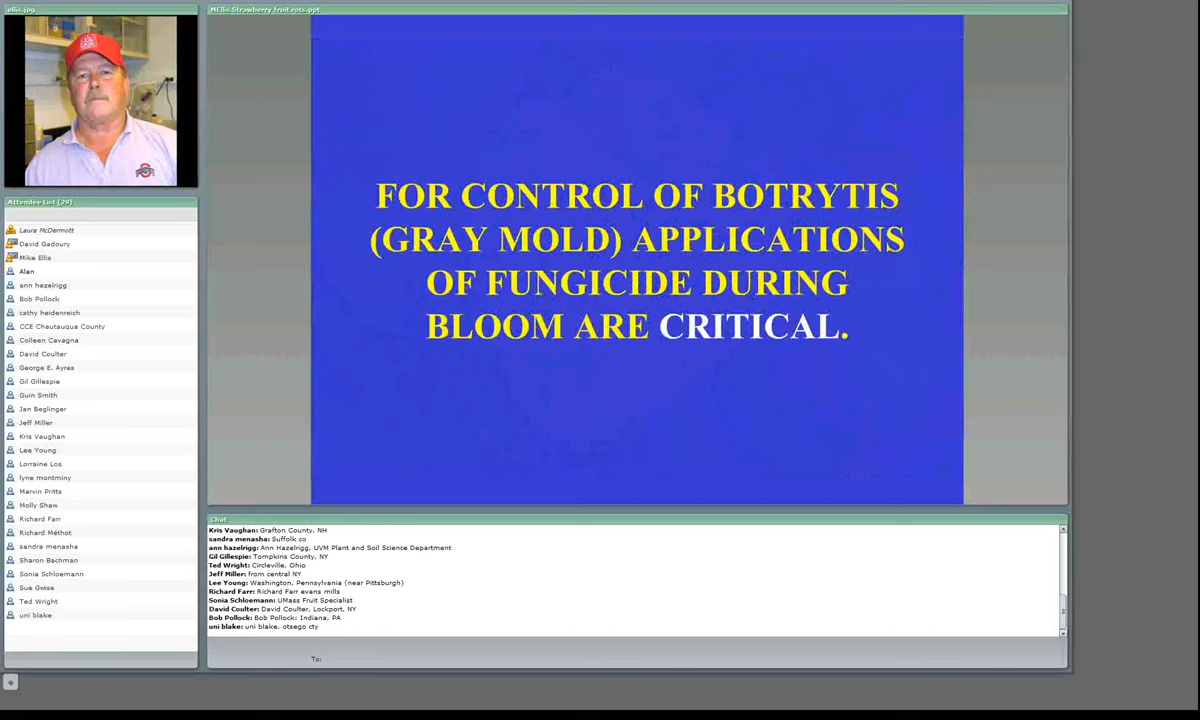 ellis.jpg
Attendee List (29)
Laura McDermott
David Gadoury
Mike Ellis
Alan
ann hazelrigg
Bob Pollock
cathy heidenreich
CCE Chautauqua County
Colleen Cavagna
David Coulter
George E. Ayres
Gil Gillespie
Guin Smith
Jan Beglinger
Jeff Miller
Kris Vaughan
Lee Young
Lorraine Los
lyne montminy
Marvin Pritts
Molly Shaw
Richard Farr
Richard Méthot
sandra menasha
Sharon Bachman
Sonia Schloemann
Sue Gwise
Ted Wright
uni blake
MEllis Strawberry fruit rots.ppt
FOR CONTROL OF BOTRYTIS
(GRAY MOLD) APPLICATIONS
OF FUNGICIDE DURING
BLOOM ARE CRITICAL.
Chat
Kris Vaughan: Grafton County, NH
sandra menasha: Suffolk co
ann hazelrigg: Ann Hazelrigg, UVM Plant and Soil Science Department
Gil Gillespie: Tompkins County, NY
Ted Wright: Circleville, Ohio
Jeff Miller: from central NY
Lee Young: Washington, Pennsylvania (near Pittsburgh)
Richard Farr: Richard Farr evans mills
Sonia Schloemann: UMass Fruit Specialist
David Coulter: David Coulter, Lockport, NY
Bob Pollock: Bob Pollock: Indiana, PA
uni blake: uni blake, otsego cty
To: